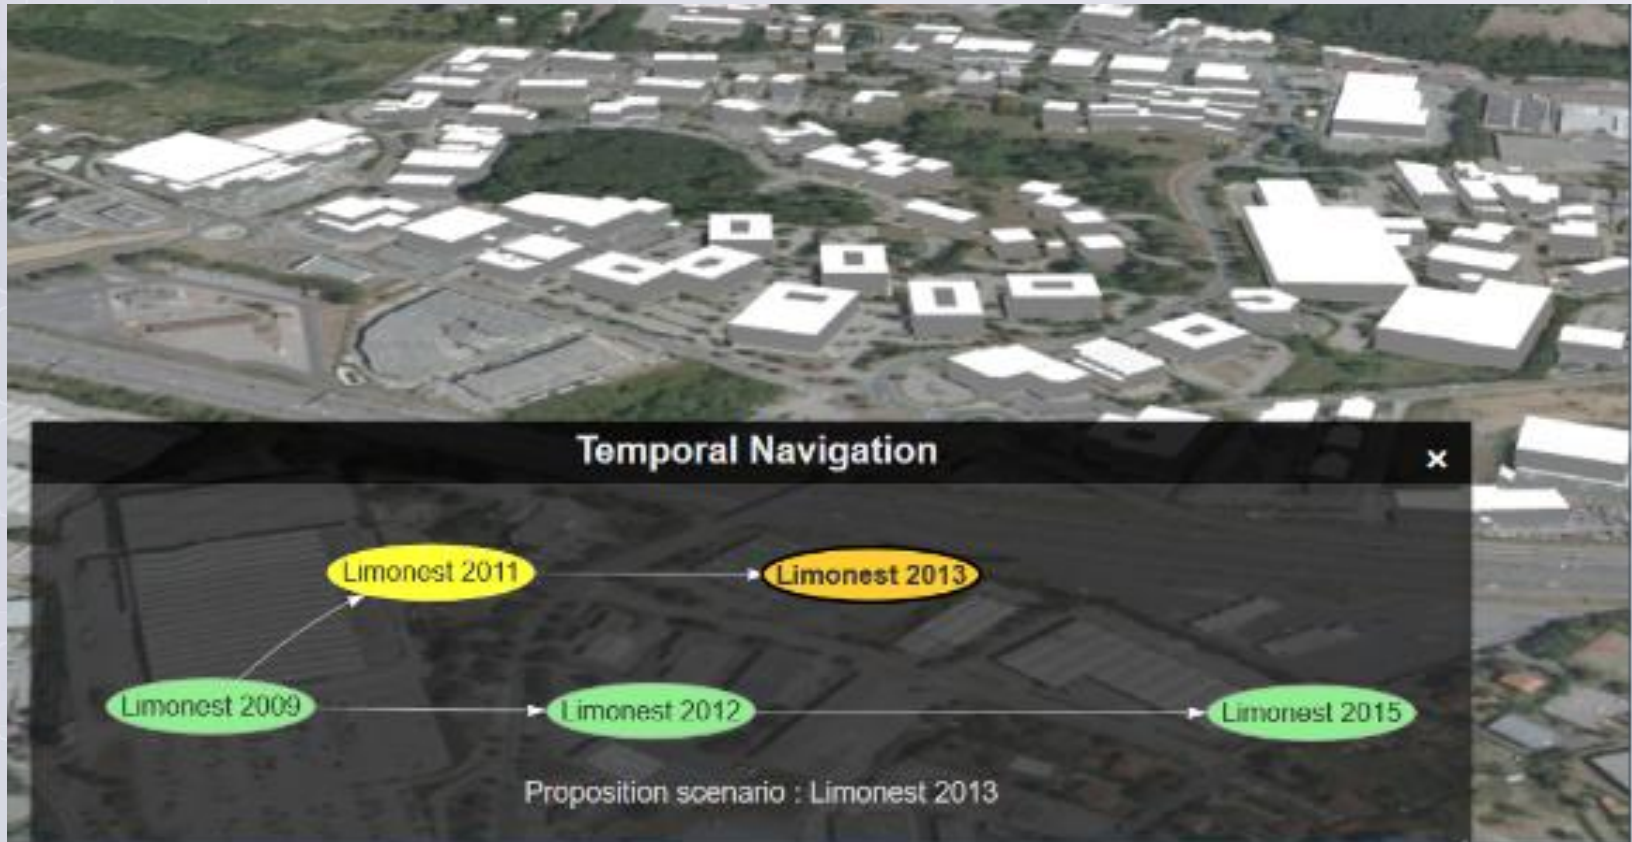 Temporal Navigation ×
Limonest 2011
Limonest 2013
Limonest 2009
Limonest 2012
Limonest 2015
Proposition scenario : Limonest 2013